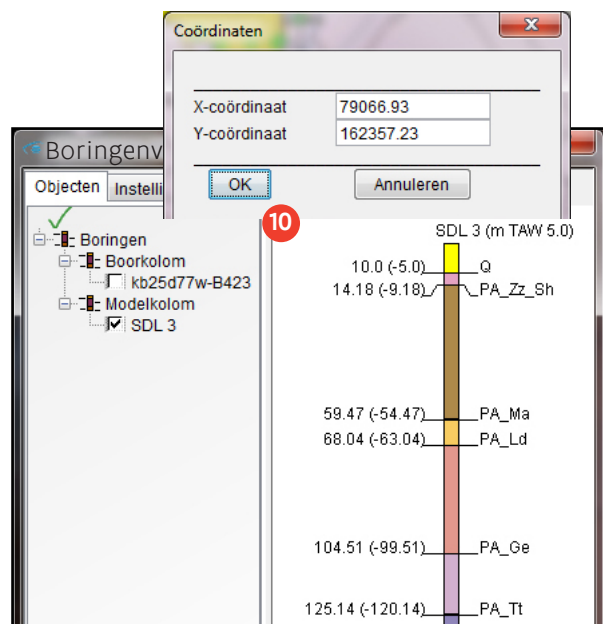 Coördinaten
X-coördinaat 79066.93
Y-coördinaat 162357.23
OK Annuleren
Boringenv
Objecten Instelli
10
Boringen
Boorkolom
kb25d77w-B423
Modelkolom
SDL 3
SDL 3 (m TAW 5.0)
10.0 (-5.0) Q
14.18 (-9.18) PA_Zz_Sh
59.47 (-54.47) PA_Ma
68.04 (-63.04) PA_Ld
104.51 (-99.51) PA_Ge
125.14 (-120.14) PA_Tt